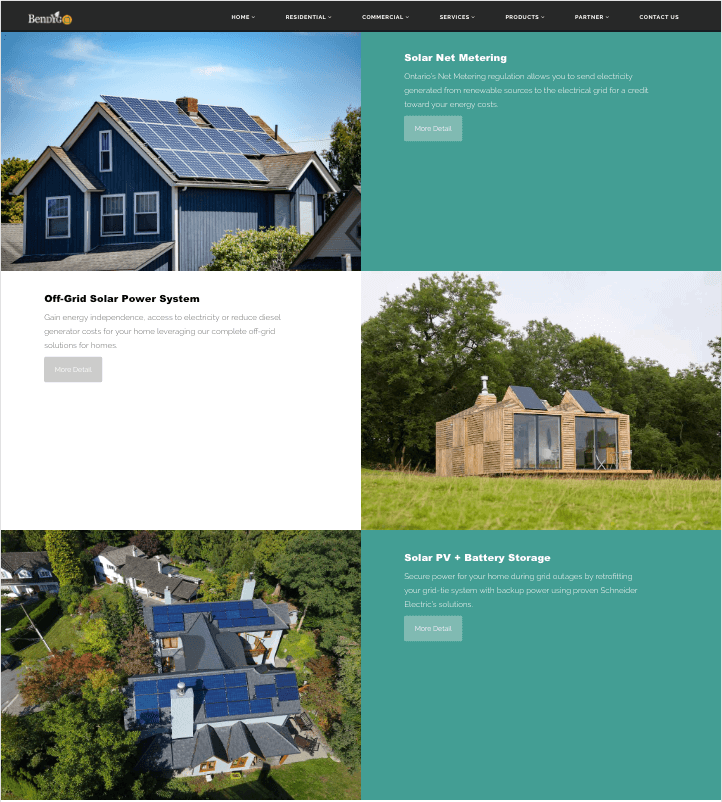 BENDYGO
HOME RESIDENTIAL COMMERCIAL SERVICES PRODUCTS PARTNER CONTACT US
Solar Net Metering
Ontario's Net Metering regulation allows you to send electricity
generated from renewable sources to the electrical grid for a credit
toward your energy costs.
More Detail
Off-Grid Solar Power System
Gain energy independence, access to electricity or reduce diesel
generator costs for your home leveraging our complete off-grid
solutions for homes.
More Detail
Solar PV + Battery Storage
Secure power for your home during grid outages by retrofitting
your grid-tie system with backup power using proven Schneider
Electric's solutions.
More Detail